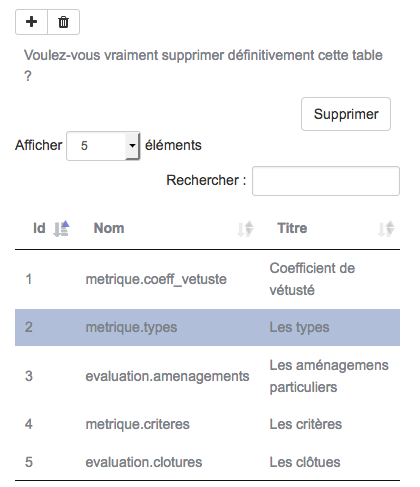 Voulez-vous vraiment supprimer définitivement cette table
?
Supprimer
Afficher 5 éléments
Rechercher :
Id Nom Titre
1 metrique.coeff_vetuste Coefficient de
vétusté
2 metrique.types Les types
3 evaluation.amenagements Les aménagemens
particuliers
4 metrique.criteres Les critères
5 evaluation.clotures Les clôtues